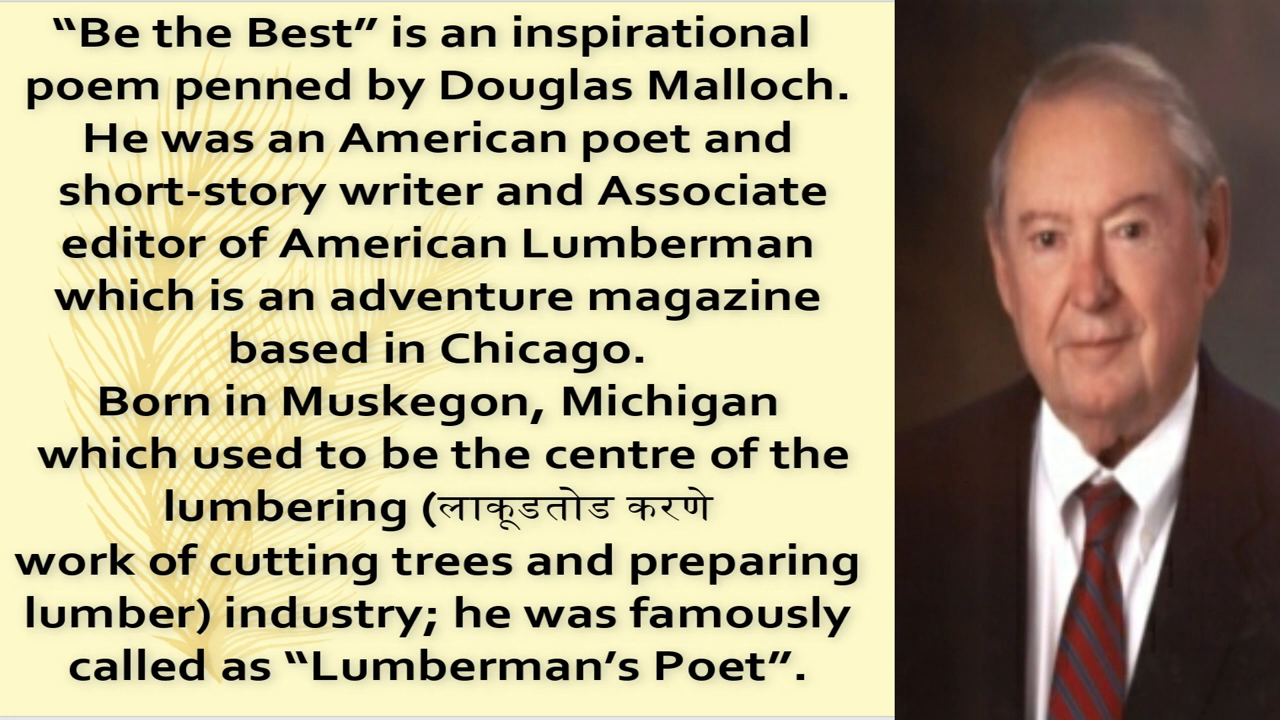 “Be the Best” is an inspirational
poem penned by Douglas Malloch.
He was an American poet and
short-story writer and Associate
editor of American Lumberman
which is an adventure magazine
based in Chicago.
Born in Muskegon, Michigan
which used to be the centre of the
lumbering (लाकूडतोड करणे
work of cutting trees and preparing
lumber) industry; he was famously
called as “Lumberman’s Poet”.